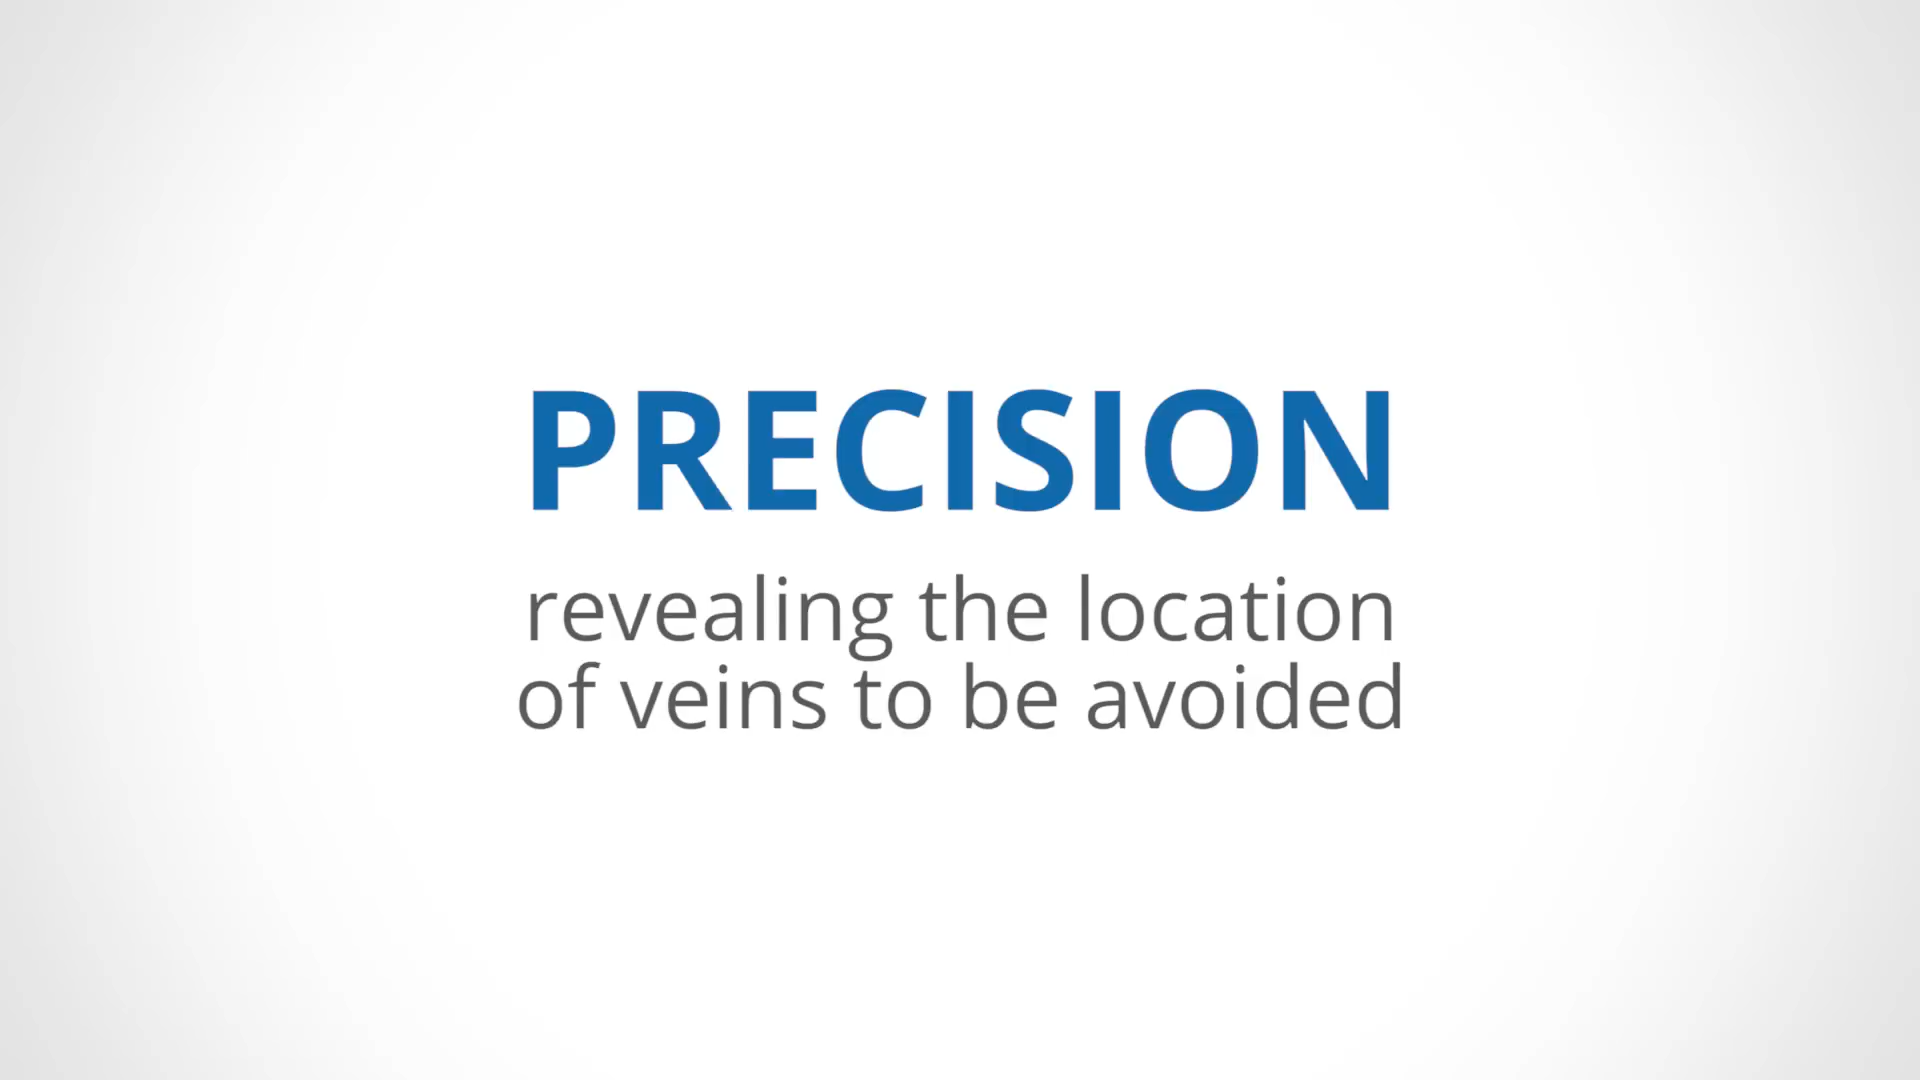 PRECISION
revealing the location
of veins to be avoided